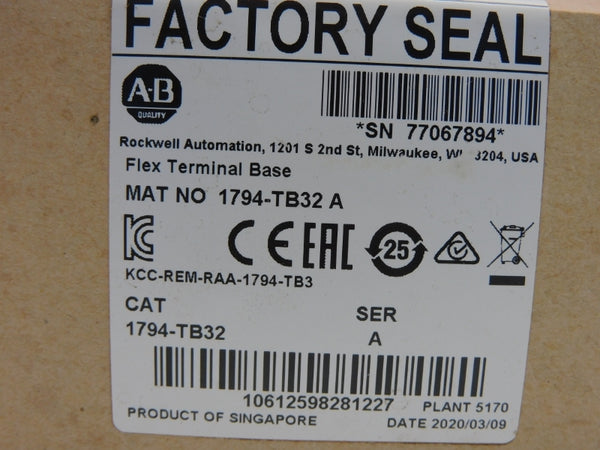 FACTORY SEAL
A-B
QUALITY
*SN 77067894*
Rockwell Automation, 1201 S 2nd St, Milwaukee, 3204, USA
Flex Terminal Base
MAT NO 1794-TB32 A
KC
CE EAC 25
KCC-REM-RAA-1794-TB3
CAT SER
1794-TB32 A
10612598281227 PLANT 5170
PRODUCT OF SINGAPORE DATE 2020/03/09